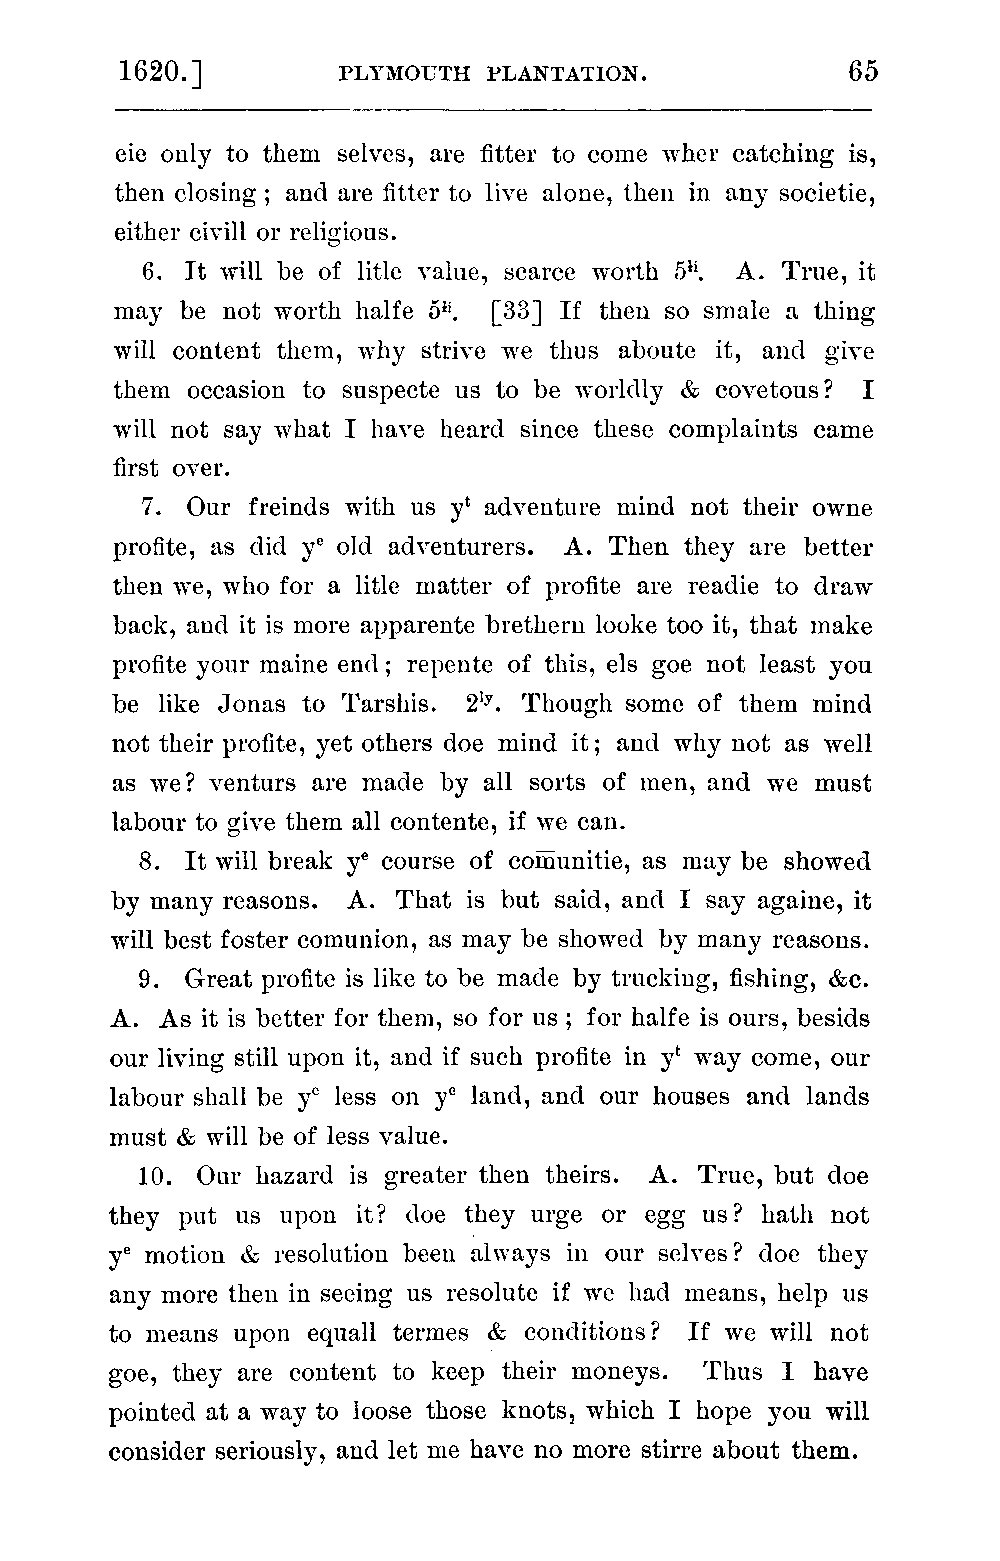 1620.] PLYMOUTH PLANTATION. 65
eie only to them selves, are fitter to come wher catching is,
then closing; and are fitter to live alone, then in any societie,
either civill or religious.
6. It will be of litle value, scarce worth 5ˡⁱ. A. True, it
may be not worth halfe 5ˡⁱ. [33] If then so smale a thing
will content them, why strive we thus aboute it, and give
them occasion to suspecte us to be worldly & covetous? I
will not say what I have heard since these complaints came
first over.
7. Our freinds with us yᵗ adventure mind not their owne
profite, as did yᵉ old adventurers. A. Then they are better
then we, who for a litle matter of profite are readie to draw
back, and it is more apparente brethern looke too it, that make
profite your maine end; repente of this, els goe not least you
be like Jonas to Tarshis. 2ˡʸ. Though some of them mind
not their profite, yet others doe mind it; and why not as well
as we? venturs are made by all sorts of men, and we must
labour to give them all contente, if we can.
8. It will break yᵉ course of com̅unitie, as may be showed
by many reasons. A. That is but said, and I say againe, it
will best foster comunion, as may be showed by many reasons.
9. Great profite is like to be made by trucking, fishing, &c.
A. As it is better for them, so for us; for halfe is ours, besids
our living still upon it, and if such profite in yᵗ way come, our
labour shall be yᵉ less on yᵉ land, and our houses and lands
must & will be of less value.
10. Our hazard is greater then theirs. A. True, but doe
they put us upon it? doe they urge or egg us? hath not
yᵉ motion & resolution been always in our selves? doe they
any more then in seeing us resolute if we had means, help us
to means upon equall termes & conditions? If we will not
goe, they are content to keep their moneys. Thus I have
pointed at a way to loose those knots, which I hope you will
consider seriously, and let me have no more stirre about them.